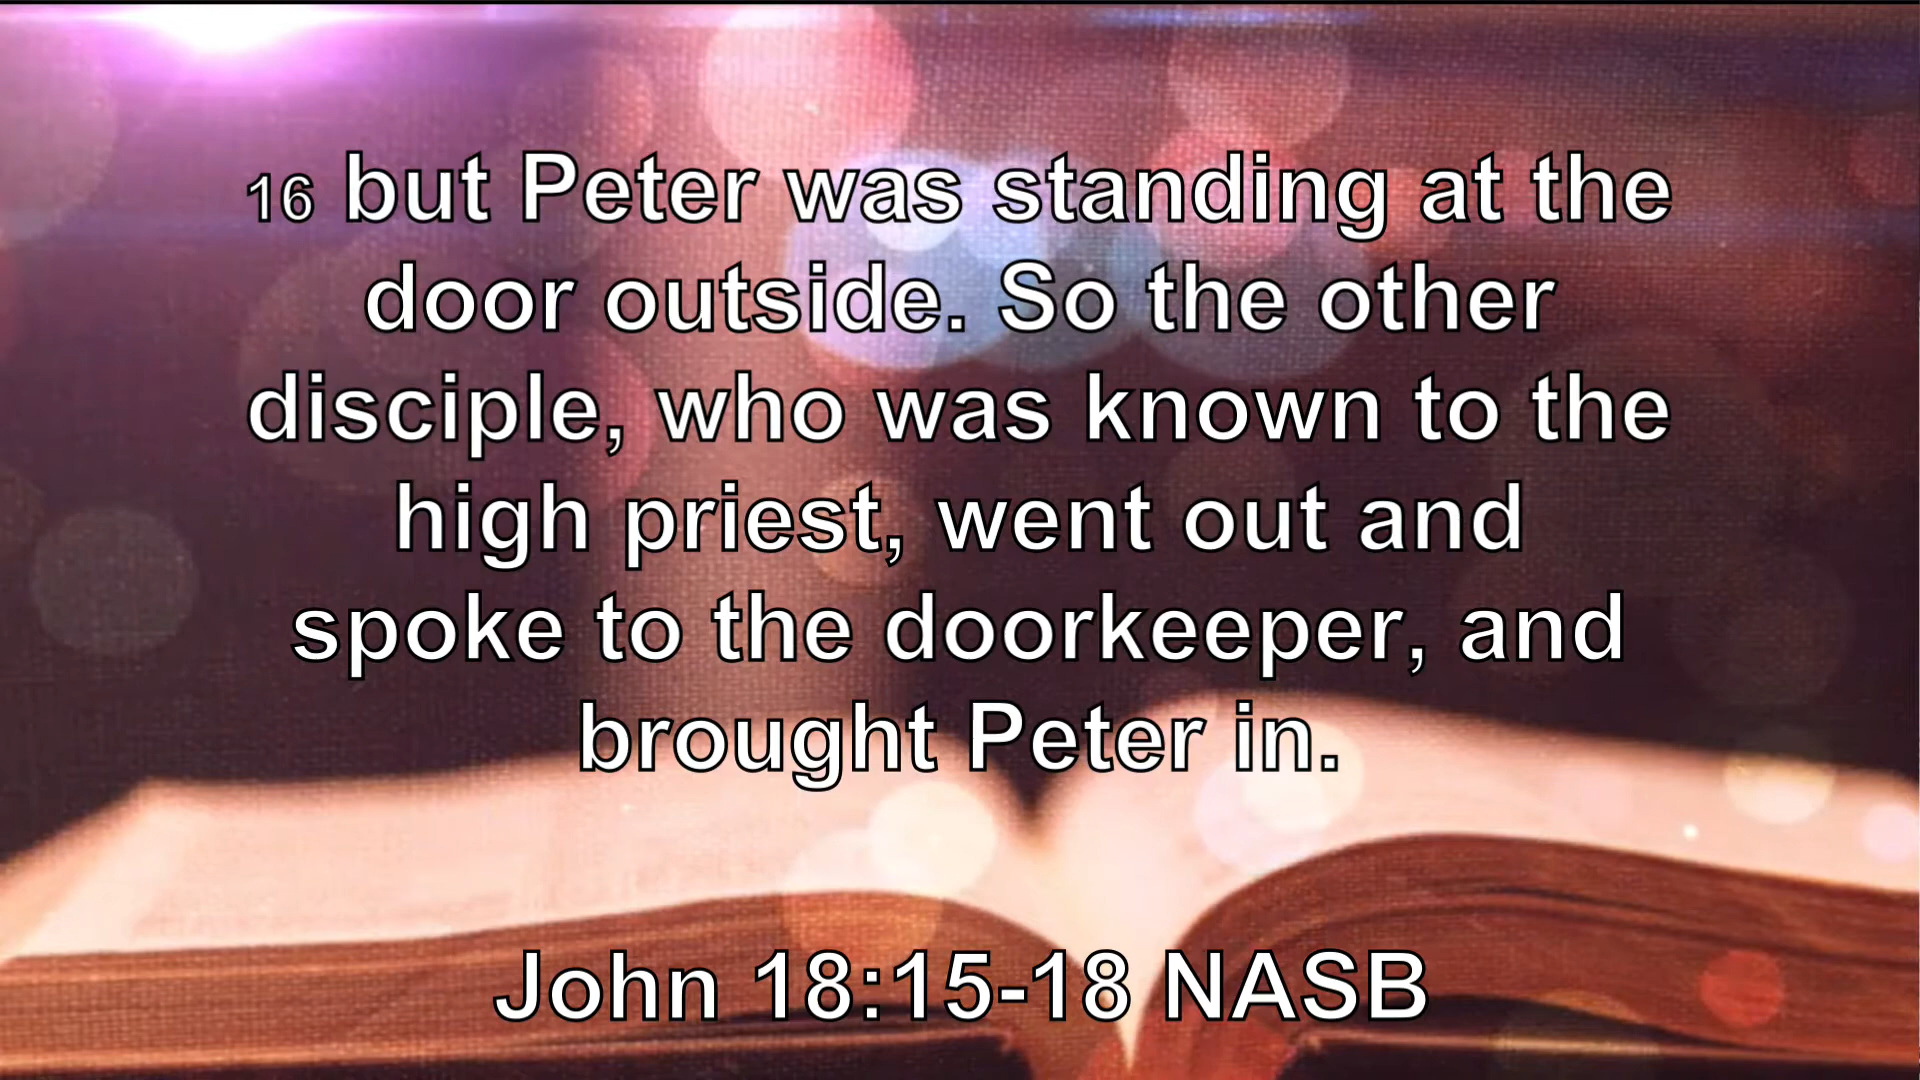 16 but Peter was standing at the
door outside. So the other
disciple, who was known to the
high priest, went out and
spoke to the doorkeeper, and
brought Peter in.
John 18:15-18 NASB